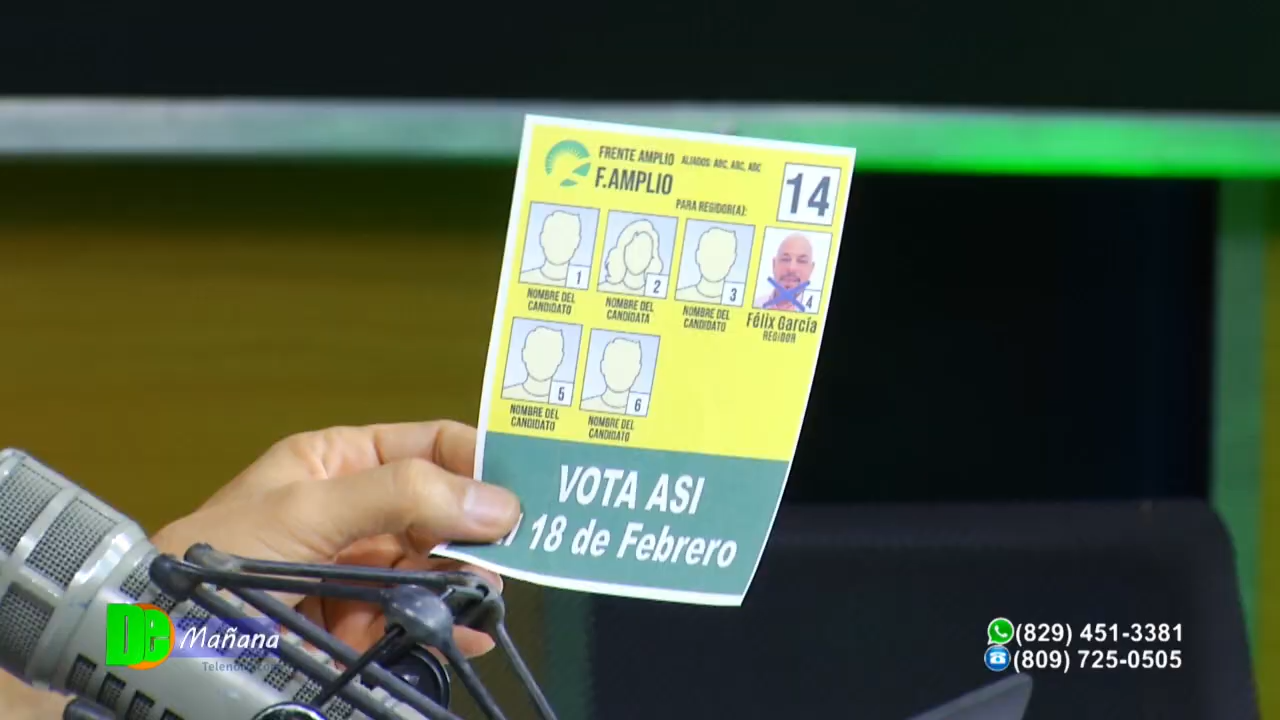 FRENTE AMPLIO ALIADOS: ABC, ABC, ABC
F.AMPLIO
14
PARA REGIDOR(A):
1
2
3
4
NOMBRE DEL
CANDIDATO
NOMBRE DEL
CANDIDATA
NOMBRE DEL
CANDIDATO
Félix García
REGIDOR
5
6
NOMBRE DEL
CANDIDATO
NOMBRE DEL
CANDIDATO
VOTA ASI
18 de Febrero
De Mañana
(829) 451-3381
(809) 725-0505